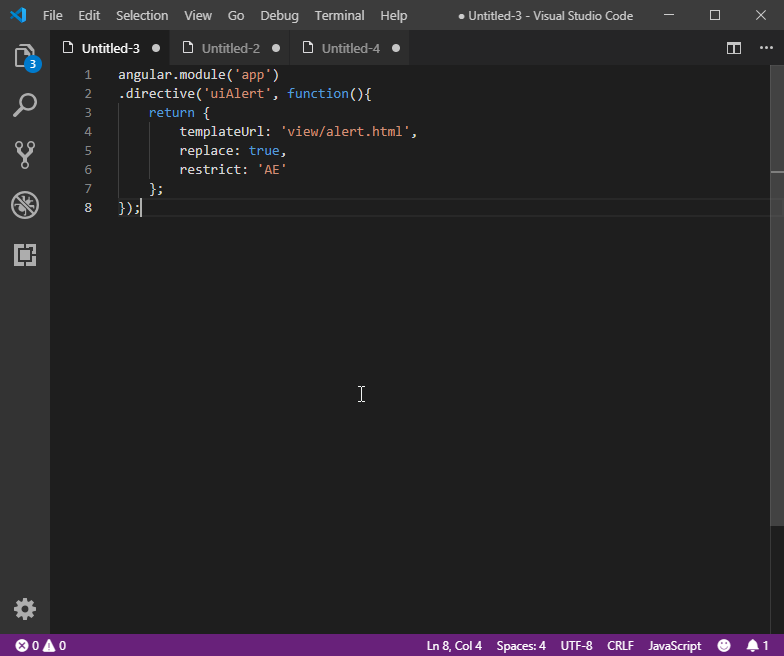 File Edit Selection View Go Debug Terminal Help ● Untitled-3 - Visual Studio Code
Untitled-3 Untitled-2 Untitled-4
3
1 angular.module('app')
2 .directive('uiAlert', function(){
3     return {
4         templateUrl: 'view/alert.html',
5         replace: true,
6         restrict: 'AE'
7     };
8 });
0 0 Ln 8, Col 4 Spaces: 4 UTF-8 CRLF JavaScript 1